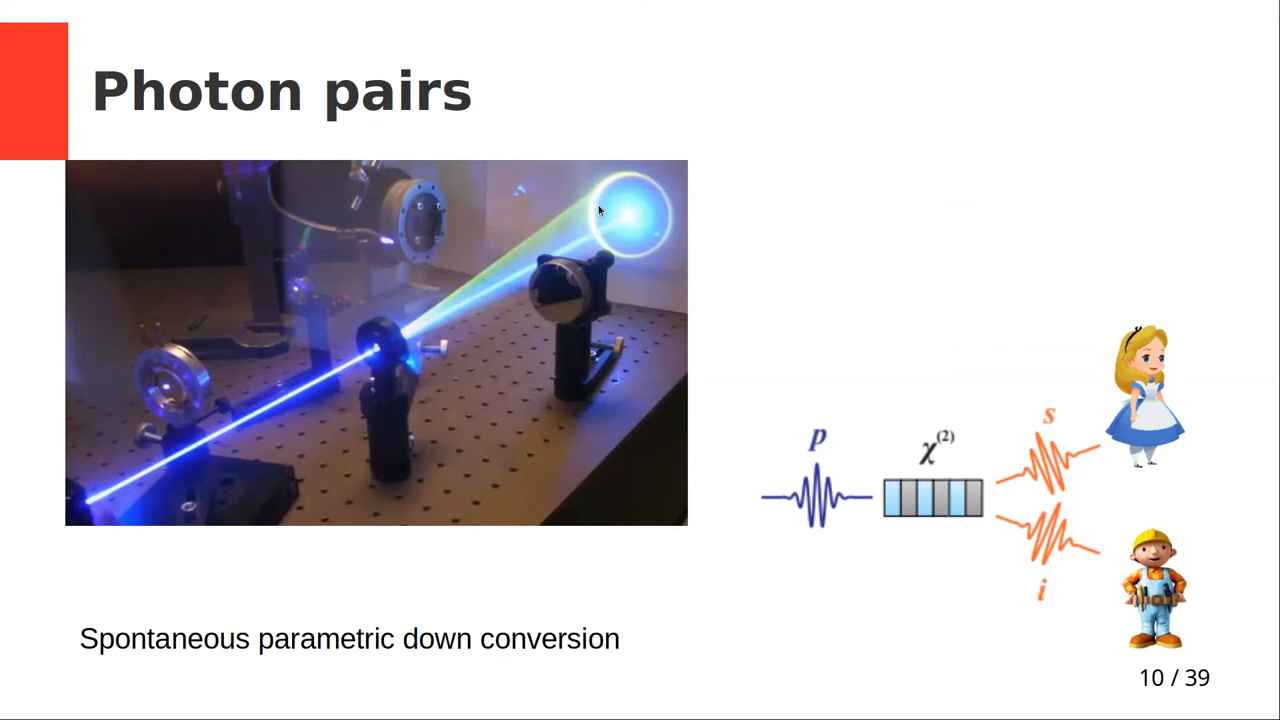 Photon pairs
p
χ(2)
s
i
Spontaneous parametric down conversion
10 / 39